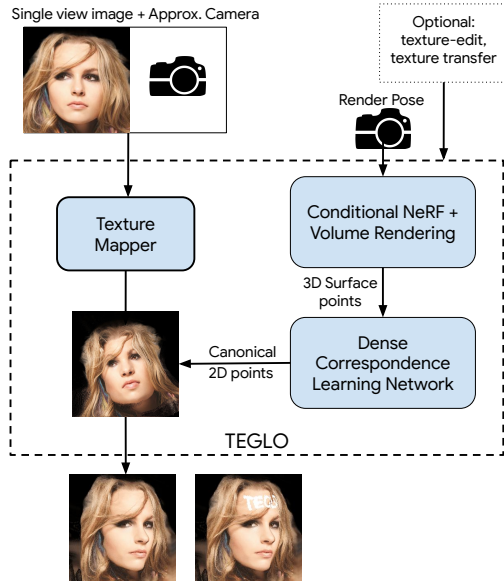 Single view image + Approx. Camera
Optional:
texture-edit,
texture transfer
Render Pose
Texture
Mapper
Conditional NeRF +
Volume Rendering
3D Surface
points
Canonical
2D points
Dense
Correspondence
Learning Network
TEGLO